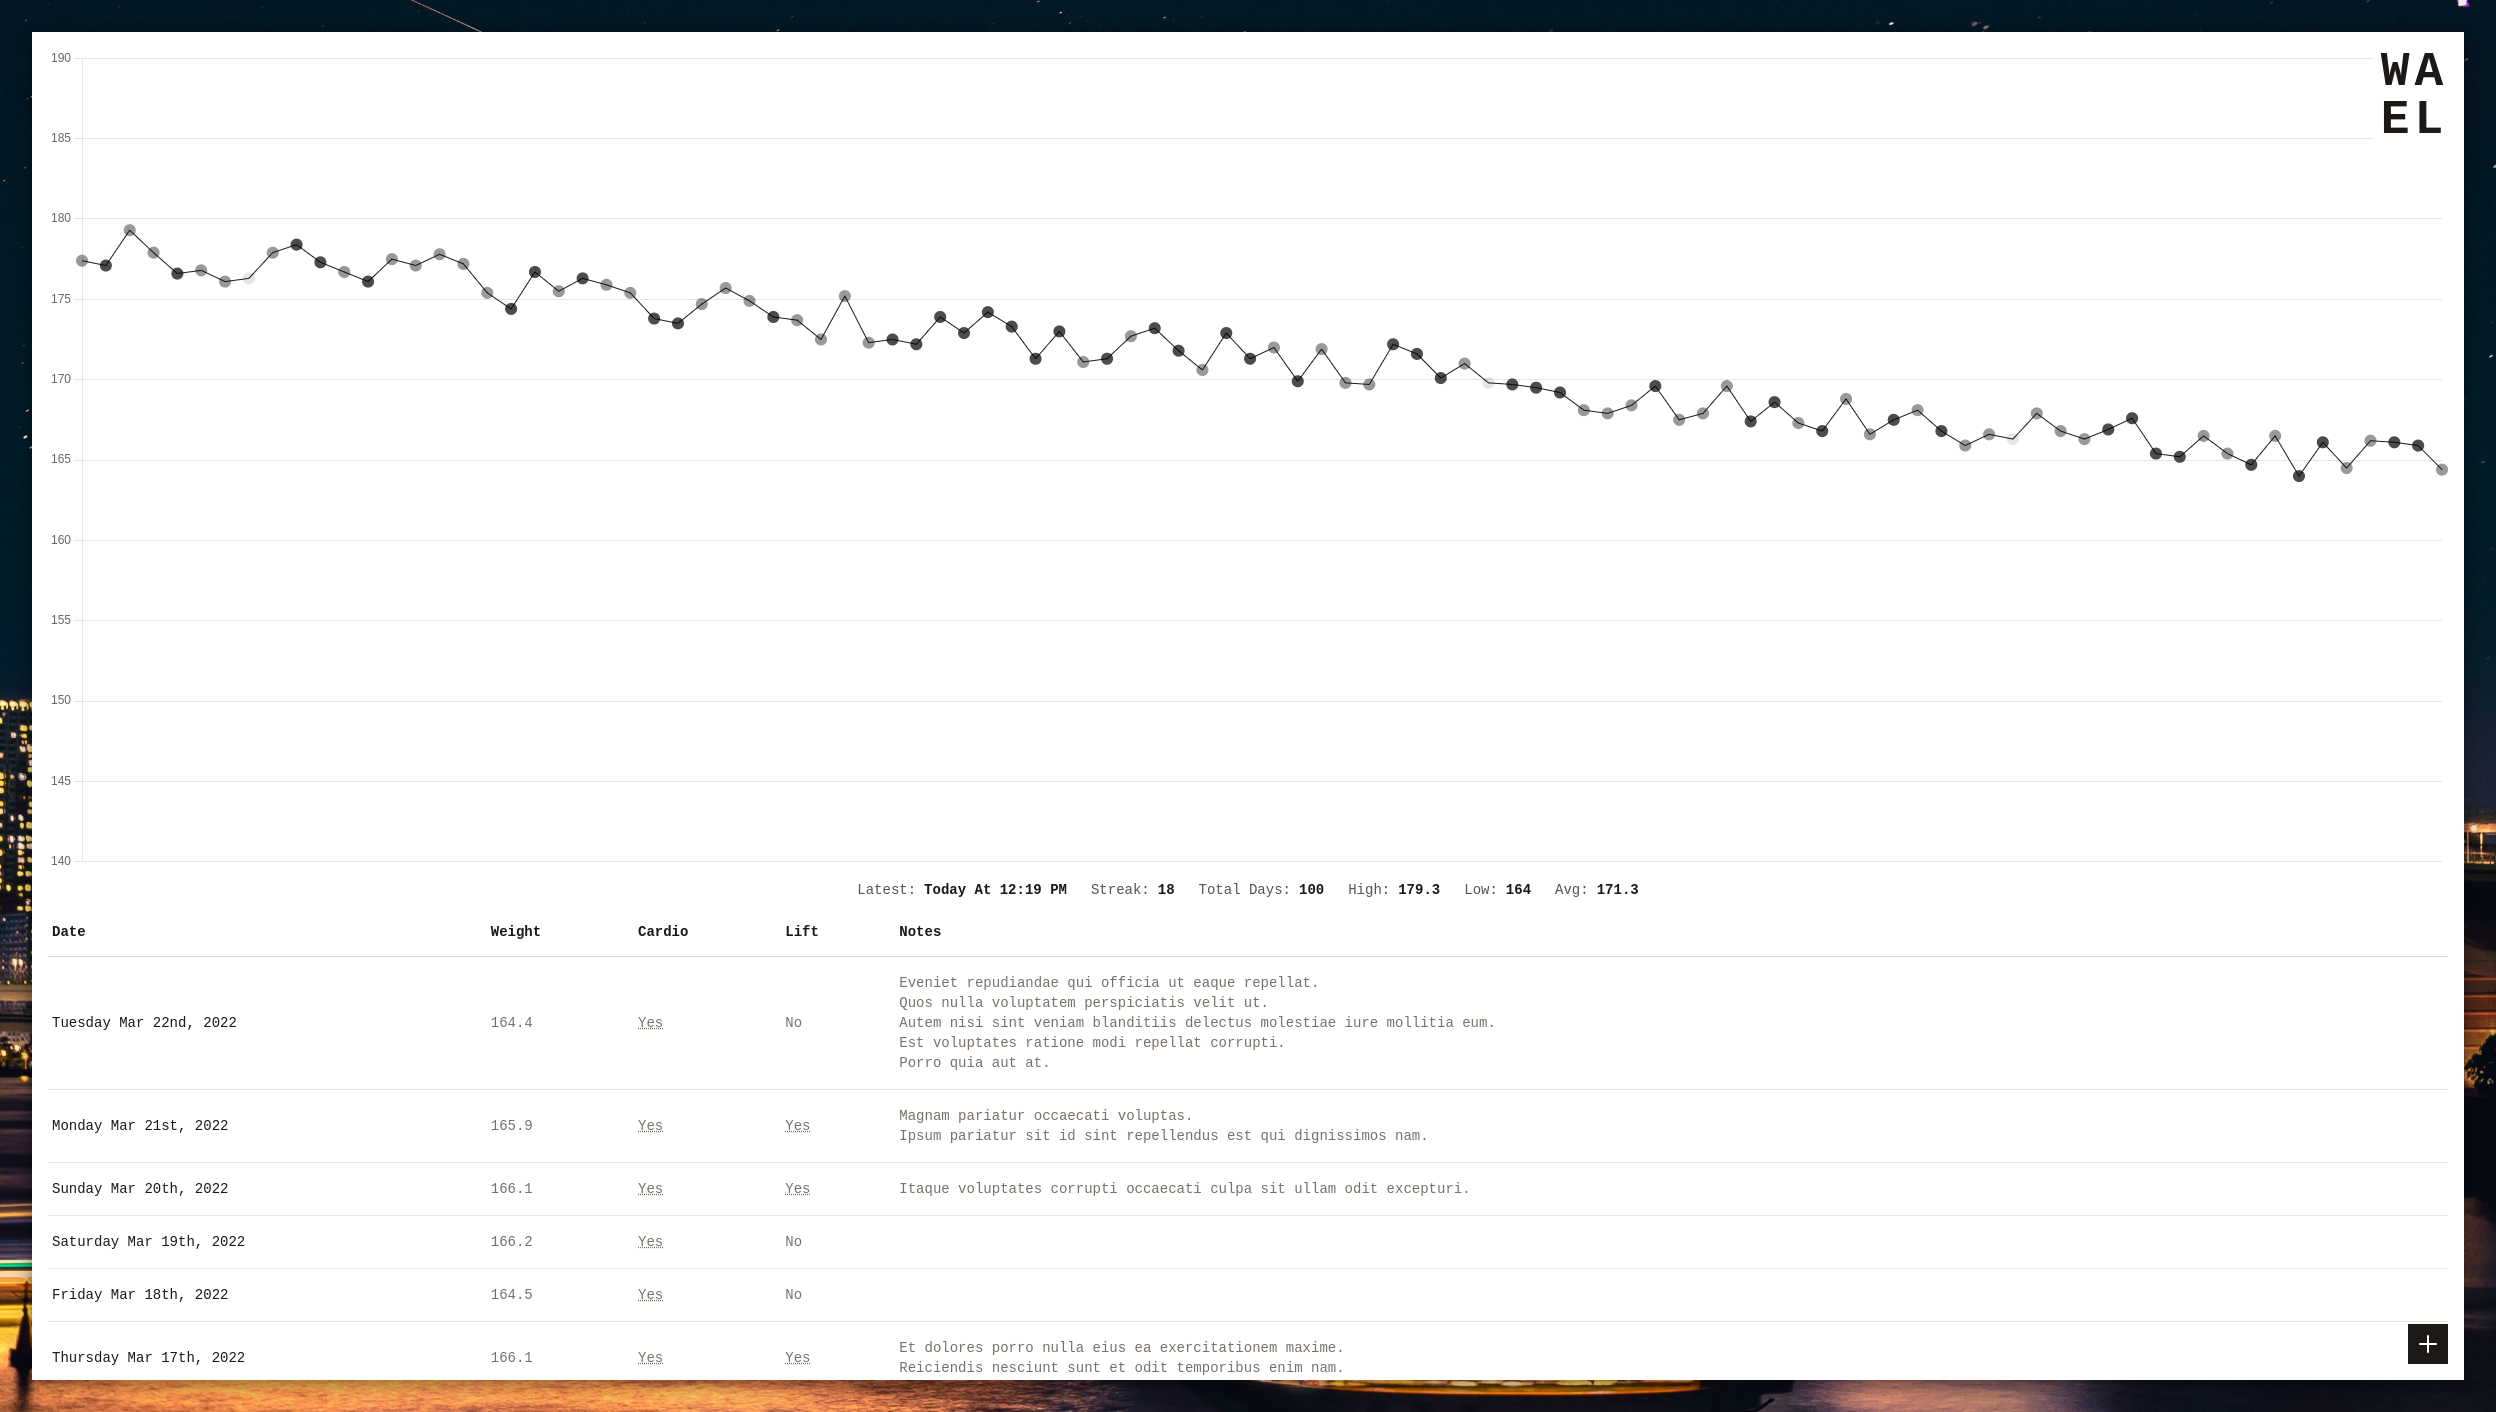 190
WA
EL
185
180
175
170
165
160
155
150
145
140
Latest: Today At 12:19 PM Streak: 18 Total Days: 100 High: 179.3 Low: 164 Avg: 171.3
Date Weight Cardio Lift Notes
Eveniet repudiandae qui officia ut eaque repellat.
Quos nulla voluptatem perspiciatis velit ut.
Tuesday Mar 22nd, 2022 164.4 Yes No Autem nisi sint veniam blanditiis delectus molestiae iure mollitia eum.
Est voluptates ratione modi repellat corrupti.
Porro quia aut at.
Magnam pariatur occaecati voluptas.
Monday Mar 21st, 2022 165.9 Yes Yes
Ipsum pariatur sit id sint repellendus est qui dignissimos nam.
Sunday Mar 20th, 2022 166.1 Yes Yes Itaque voluptates corrupti occaecati culpa sit ullam odit excepturi.
Saturday Mar 19th, 2022 166.2 Yes No
Friday Mar 18th, 2022 164.5 Yes No
Et dolores porro nulla eius ea exercitationem maxime.
Thursday Mar 17th, 2022 166.1 Yes Yes
Reiciendis nesciunt sunt et odit temporibus enim nam.